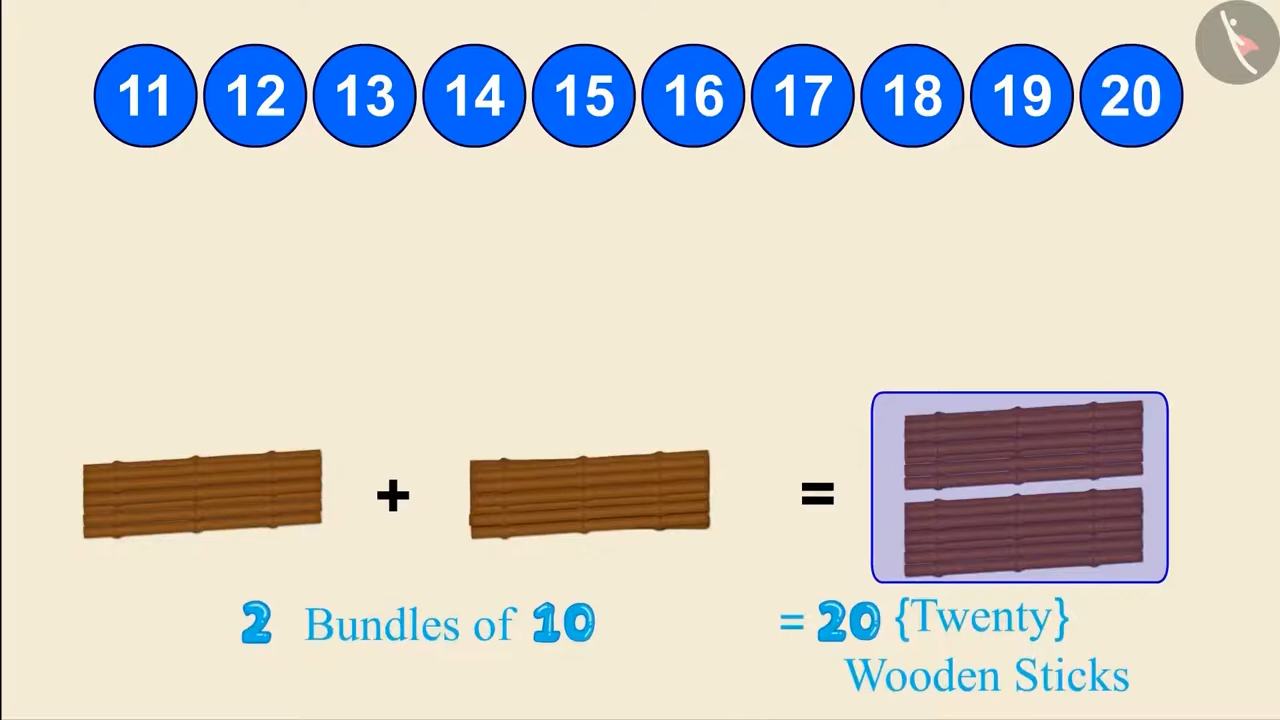 11 12 13 14 15 16 17 18 19 20
+ =
2 Bundles of 10 = 20 {Twenty}
Wooden Sticks